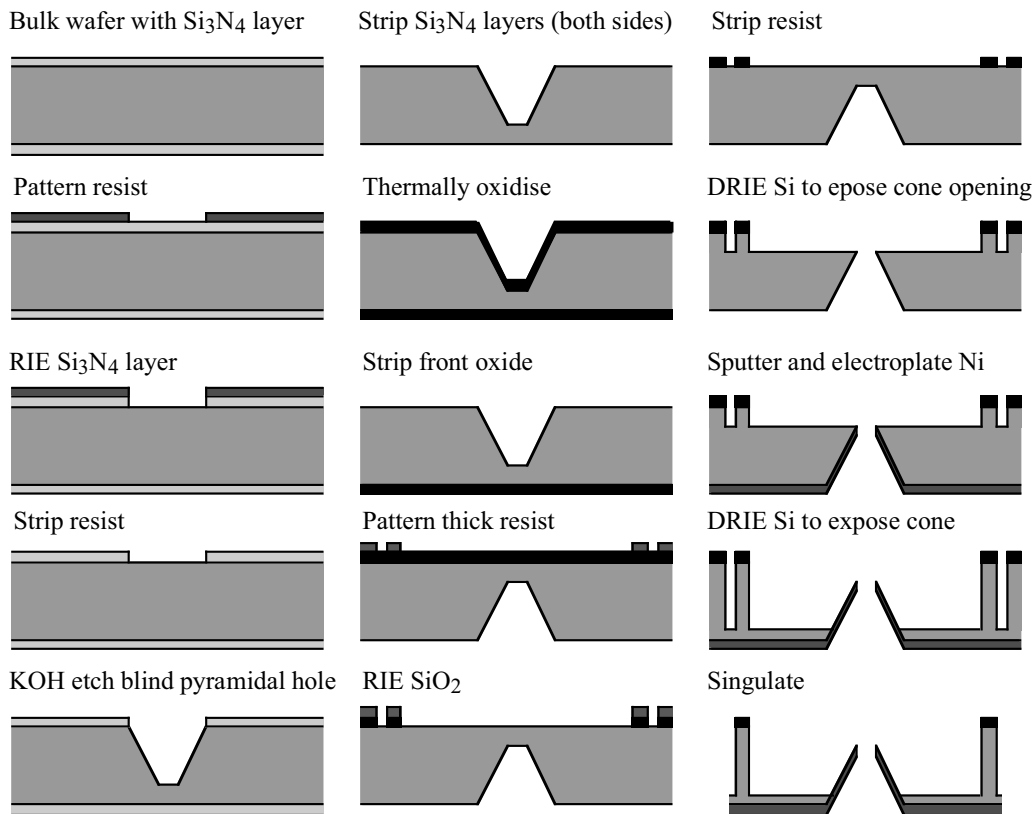 Bulk wafer with Si3N4 layer
Pattern resist
RIE Si3N4 layer
Strip resist
KOH etch blind pyramidal hole
Strip Si3N4 layers (both sides)
Thermally oxidise
Strip front oxide
Pattern thick resist
RIE SiO2
Strip resist
DRIE Si to epose cone opening
Sputter and electroplate Ni
DRIE Si to expose cone
Singulate